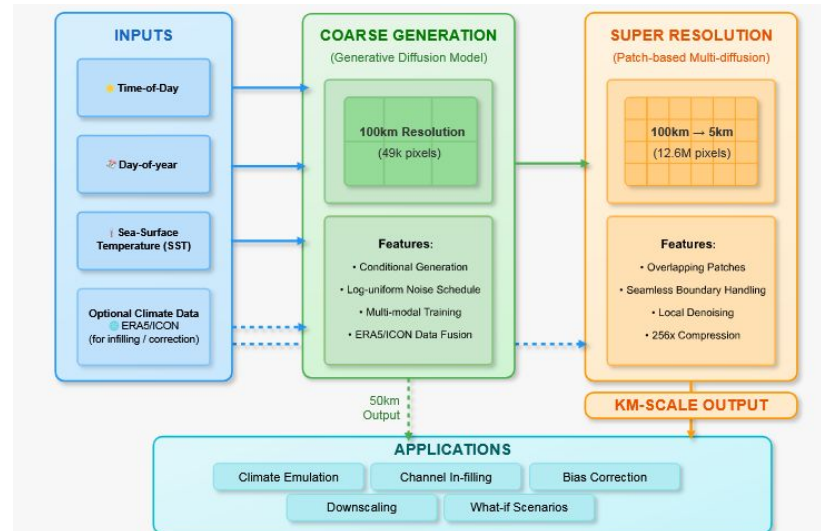 INPUTS
Time-of-Day
Day-of-year
Sea-Surface
Temperature (SST)
Optional Climate Data
ERA5/ICON
(for infilling / correction)
COARSE GENERATION
(Generative Diffusion Model)
100km Resolution
(49k pixels)
Features:
• Conditional Generation
• Log-uniform Noise Schedule
• Multi-modal Training
• ERA5/ICON Data Fusion
SUPER RESOLUTION
(Patch-based Multi-diffusion)
100km → 5km
(12.6M pixels)
Features:
• Overlapping Patches
• Seamless Boundary Handling
• Local Denoising
• 256x Compression
50km
Output
KM-SCALE OUTPUT
APPLICATIONS
Climate Emulation
Channel In-filling
Bias Correction
Downscaling
What-if Scenarios